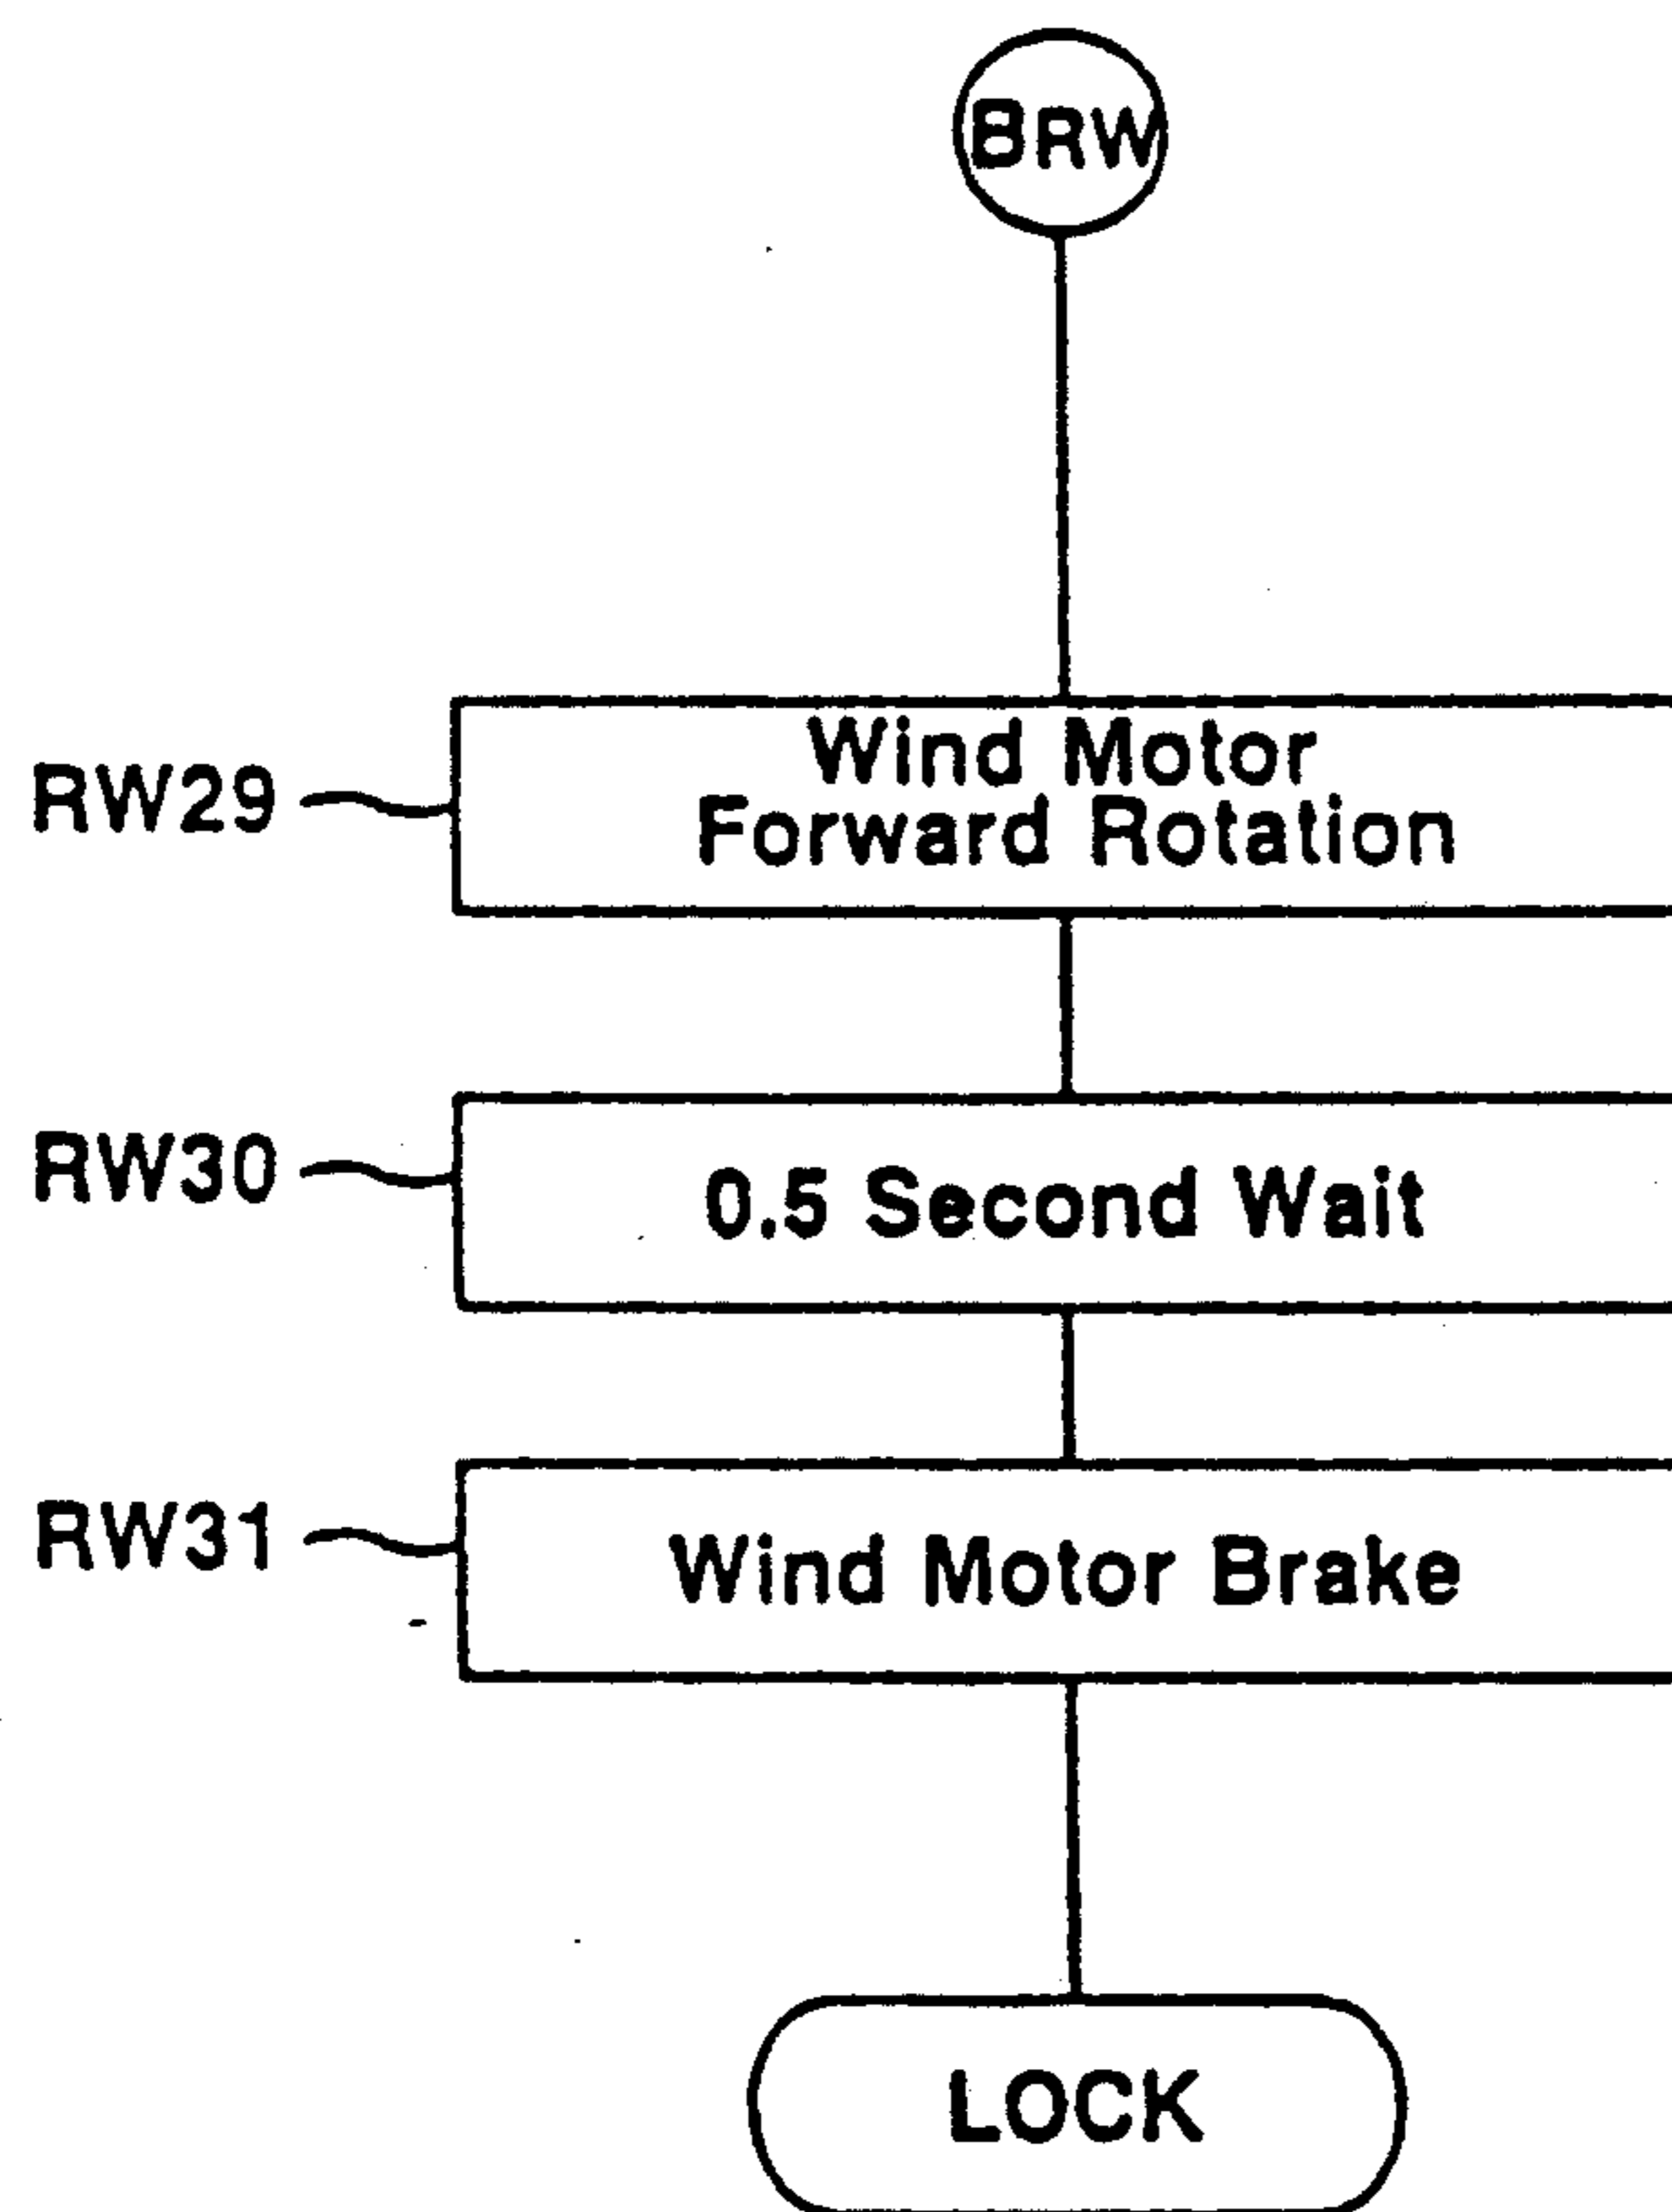 BRW
Wind Motor
RW29 Forward Rotation
RW30 0.5 Second Wait
RW31 Wind Motor Brake
LOCK